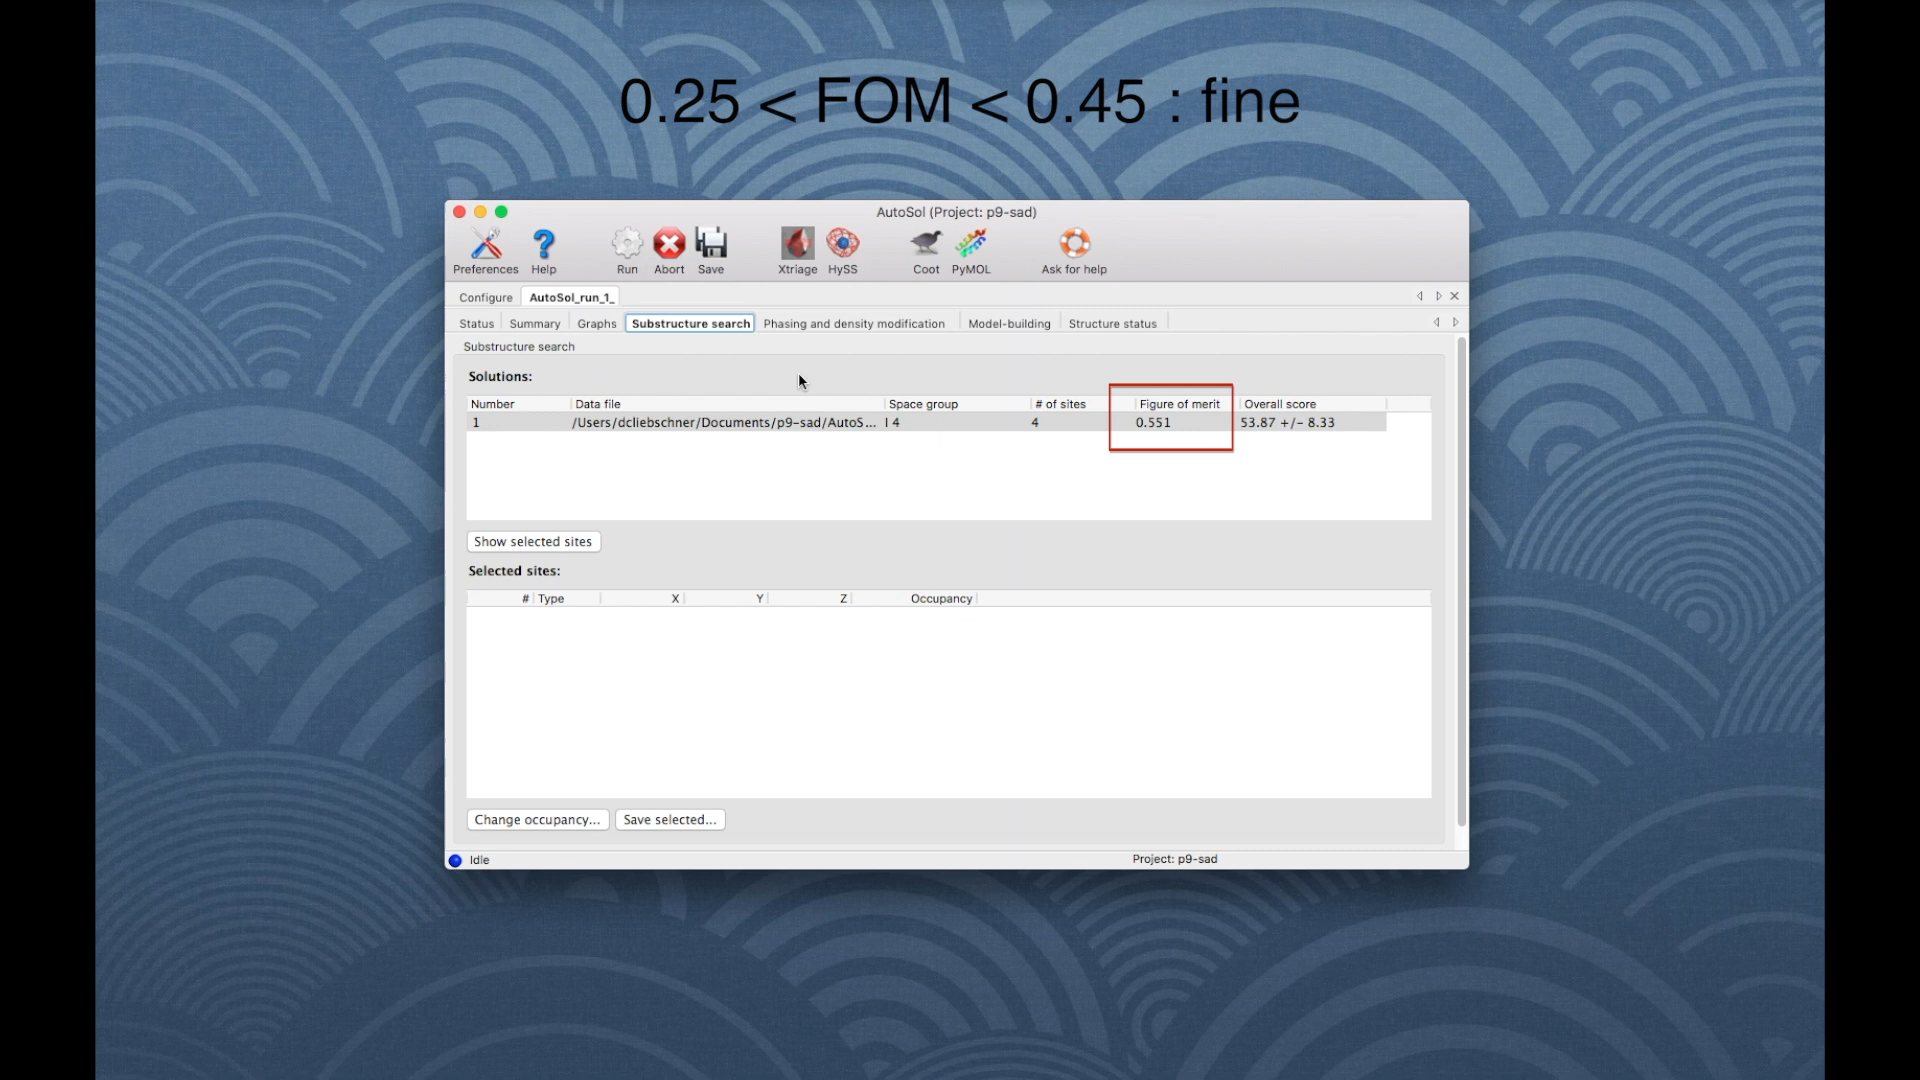 0.25 < FOM < 0.45 : fine
AutoSol (Project: p9-sad)
Preferences Help Run Abort Save Xtriage HySS Coot PyMOL Ask for help
Configure AutoSol_run_1_
Status Summary Graphs Substructure search Phasing and density modification Model-building Structure status
Substructure search
Solutions:
Number Data file Space group # of sites Figure of merit Overall score
1 /Users/dcliebschner/Documents/p9-sad/AutoS... I 4 4 0.551 53.87 +/- 8.33
Show selected sites
Selected sites:
# Type X Y Z Occupancy
Change occupancy... Save selected...
Idle Project: p9-sad